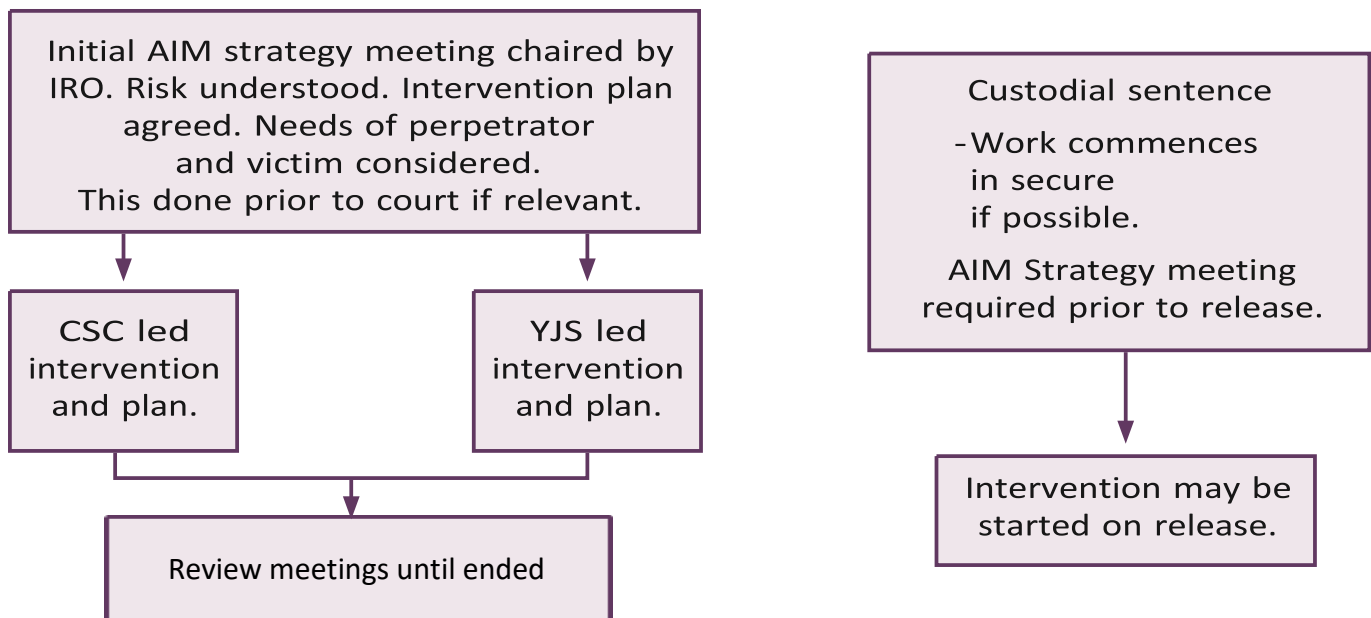 Initial AIM strategy meeting chaired by
IRO. Risk understood. Intervention plan
agreed. Needs of perpetrator
and victim considered.
This done prior to court if relevant.
CSC led
intervention
and plan.
YJS led
intervention
and plan.
Review meetings until ended
Custodial sentence
-Work commences
in secure
if possible.
AIM Strategy meeting
required prior to release.
Intervention may be
started on release.